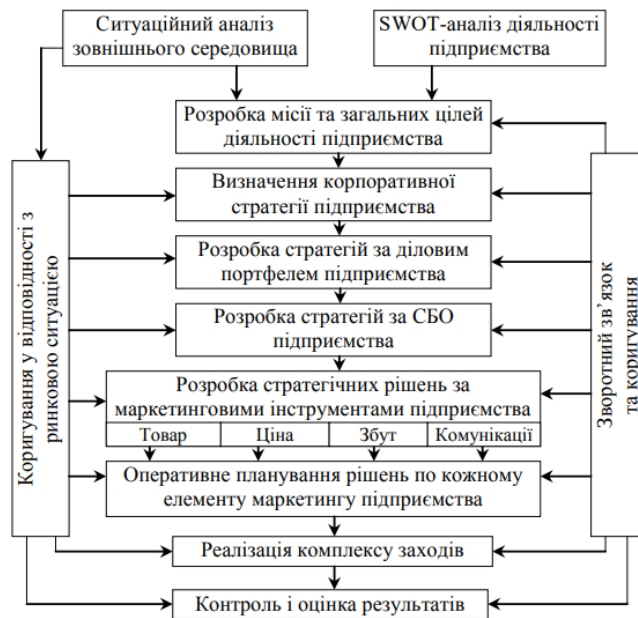 Ситуаційний аналіз
зовнішнього середовища
SWOT-аналіз діяльності
підприємства
Розробка місії та загальних цілей
діяльності підприємства
Визначення корпоративної
стратегії підприємства
Розробка стратегій за діловим
портфелем підприємства
Розробка стратегій за СБО
підприємства
Розробка стратегічних рішень за
маркетинговими інструментами підприємства
Товар
Ціна
Збут
Комунікації
Оперативне планування рішень по кожному
елементу маркетингу підприємства
Реалізація комплексу заходів
Контроль і оцінка результатів
Коригування у відповідності з
ринковою ситуацією
Зворотний зв’язок
та коригування